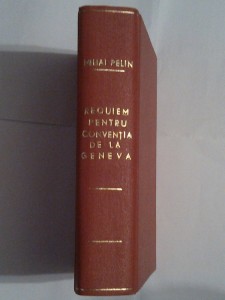 MIHAI PELIN
REQUIEM
PENTRU
CONVENȚIA
DE LA
GENEVA